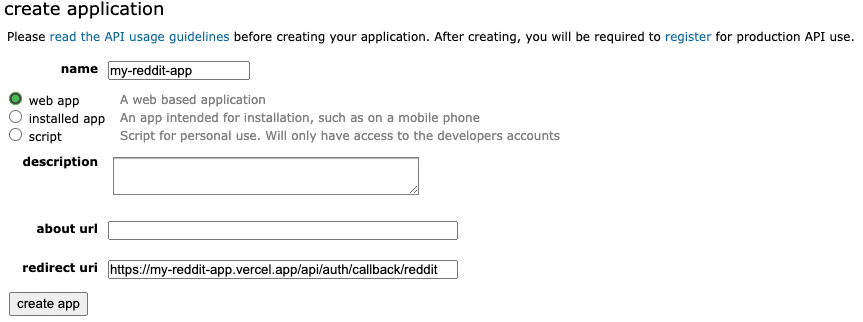 create application
Please read the API usage guidelines before creating your application. After creating, you will be required to register for production API use.
name my-reddit-app
web app A web based application
installed app An app intended for installation, such as on a mobile phone
script Script for personal use. Will only have access to the developers accounts
description
about url
redirect uri https://my-reddit-app.vercel.app/api/auth/callback/reddit
create app